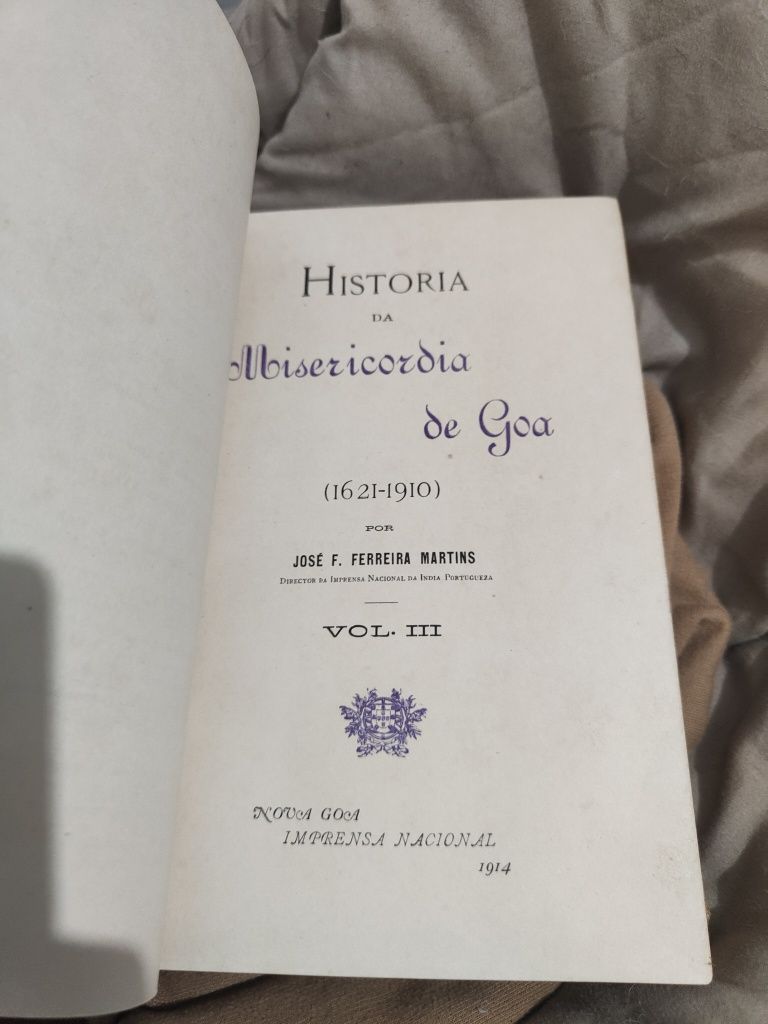 HISTORIA
DA
Misericordia
de Goa
(1621-1910)
POR
JOSÉ F. FERREIRA MARTINS
DIRECTOR DA IMPRENSA NACIONAL DA INDIA PORTUGUEZA
VOL. III
NOVA GOA
IMPRENSA NACIONAL
1914